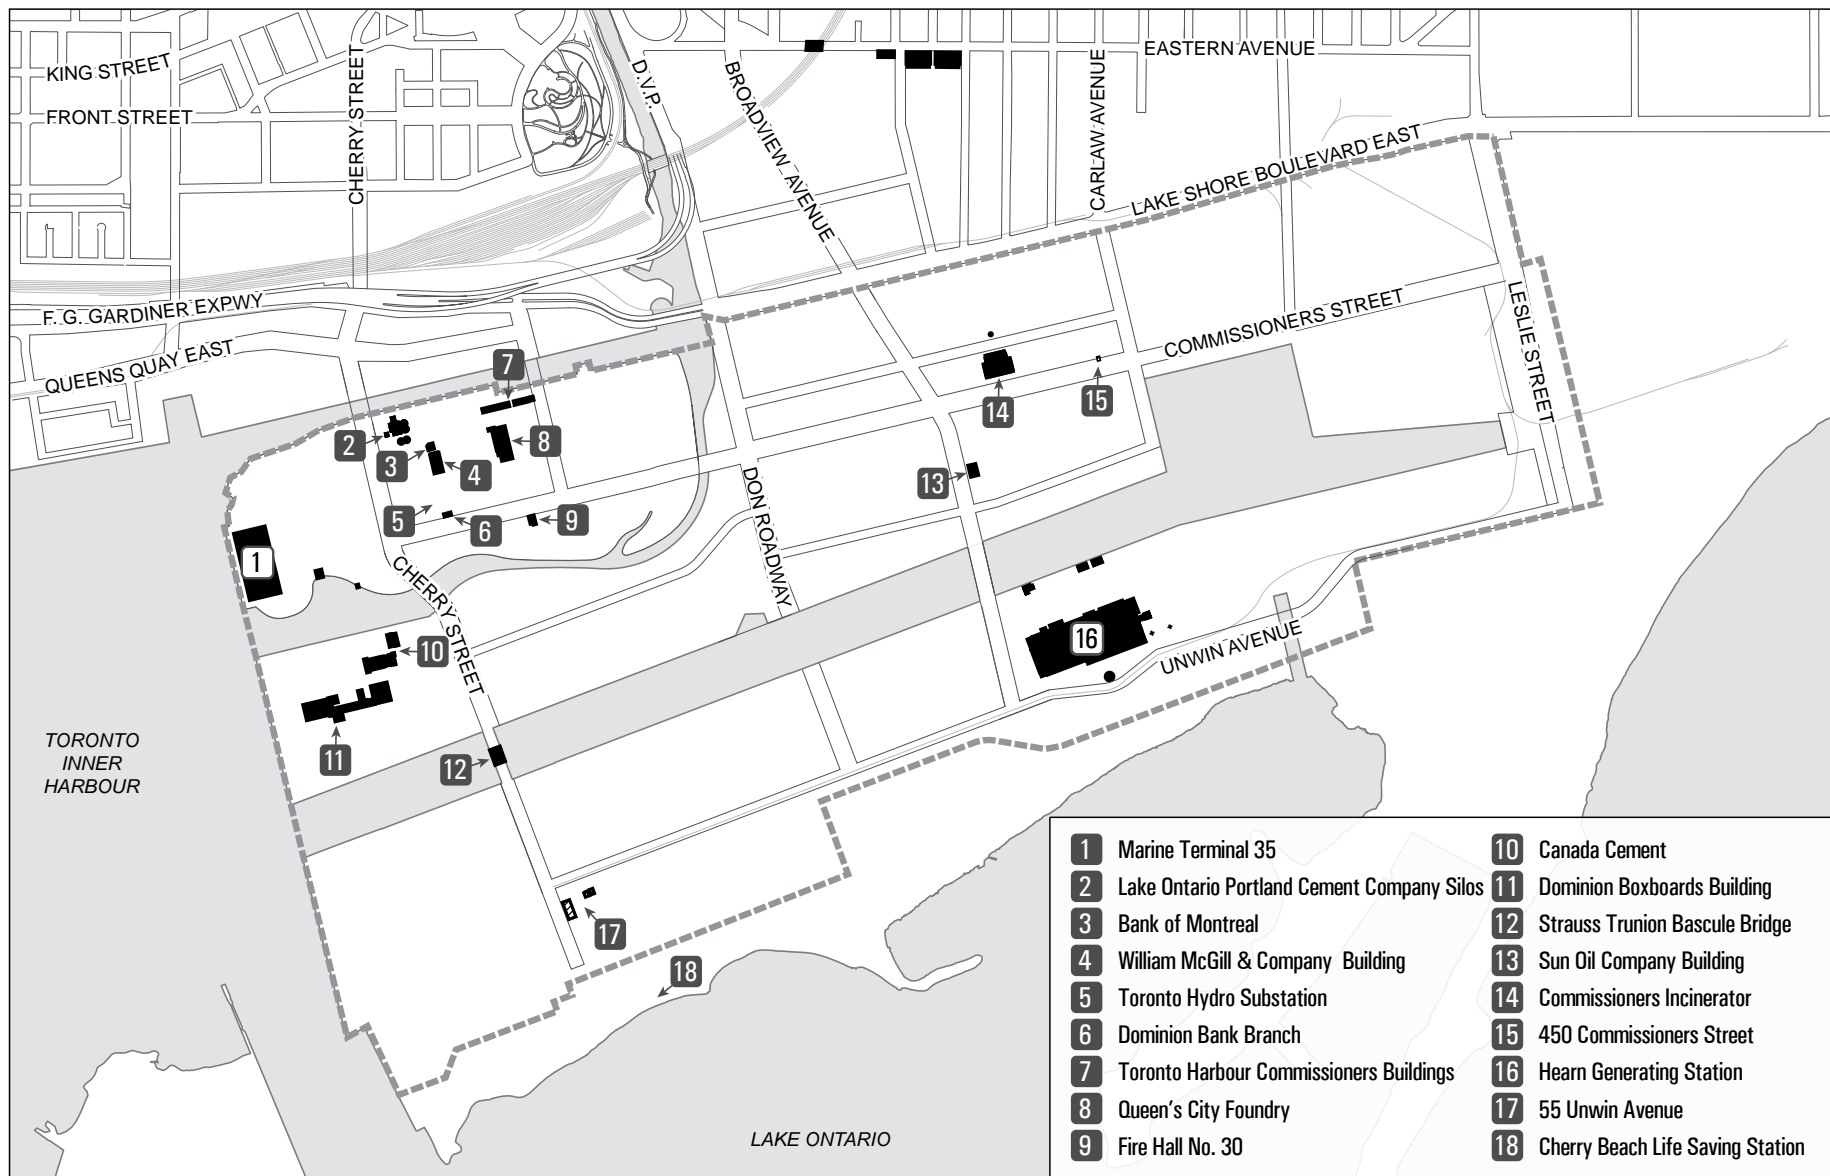 KING STREET
FRONT STREET
CHERRY STREET
D.V.P.
BROADVIEW AVENUE
EASTERN AVENUE
CARLAW AVENUE
LAKE SHORE BOULEVARD EAST
F. G. GARDINER EXPWY
QUEENS QUAY EAST
COMMISSIONERS STREET
LESLIE STREET
7
2
3
4
8
5
6
9
14
15
13
DON ROADWAY
1
CHERRY STREET
10
16
UNWIN AVENUE
11
12
TORONTO
INNER
HARBOUR
17
18
LAKE ONTARIO
1 Marine Terminal 35
2 Lake Ontario Portland Cement Company Silos
3 Bank of Montreal
4 William McGill & Company Building
5 Toronto Hydro Substation
6 Dominion Bank Branch
7 Toronto Harbour Commissioners Buildings
8 Queen's City Foundry
9 Fire Hall No. 30
10 Canada Cement
11 Dominion Boxboards Building
12 Strauss Trunion Bascule Bridge
13 Sun Oil Company Building
14 Commissioners Incinerator
15 450 Commissioners Street
16 Hearn Generating Station
17 55 Unwin Avenue
18 Cherry Beach Life Saving Station